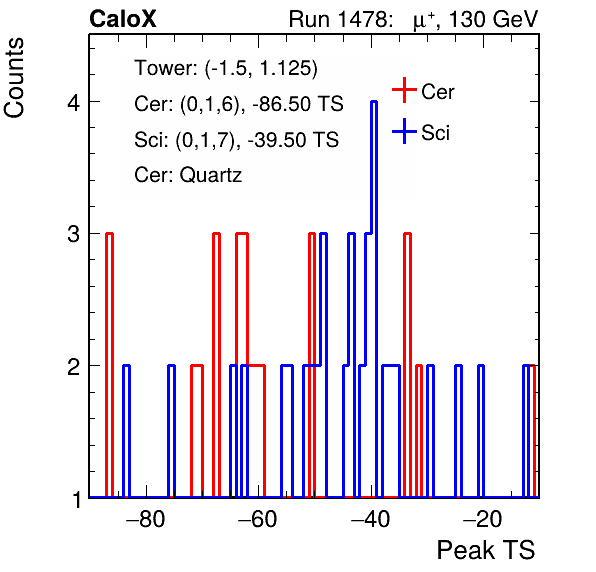 CaloX Run 1478: μ⁺, 130 GeV
Counts
Tower: (-1.5, 1.125)
Cer: (0,1,6), -86.50 TS
Sci: (0,1,7), -39.50 TS
Cer: Quartz
Cer
Sci
4
3
2
1
−80 −60 −40 −20
Peak TS